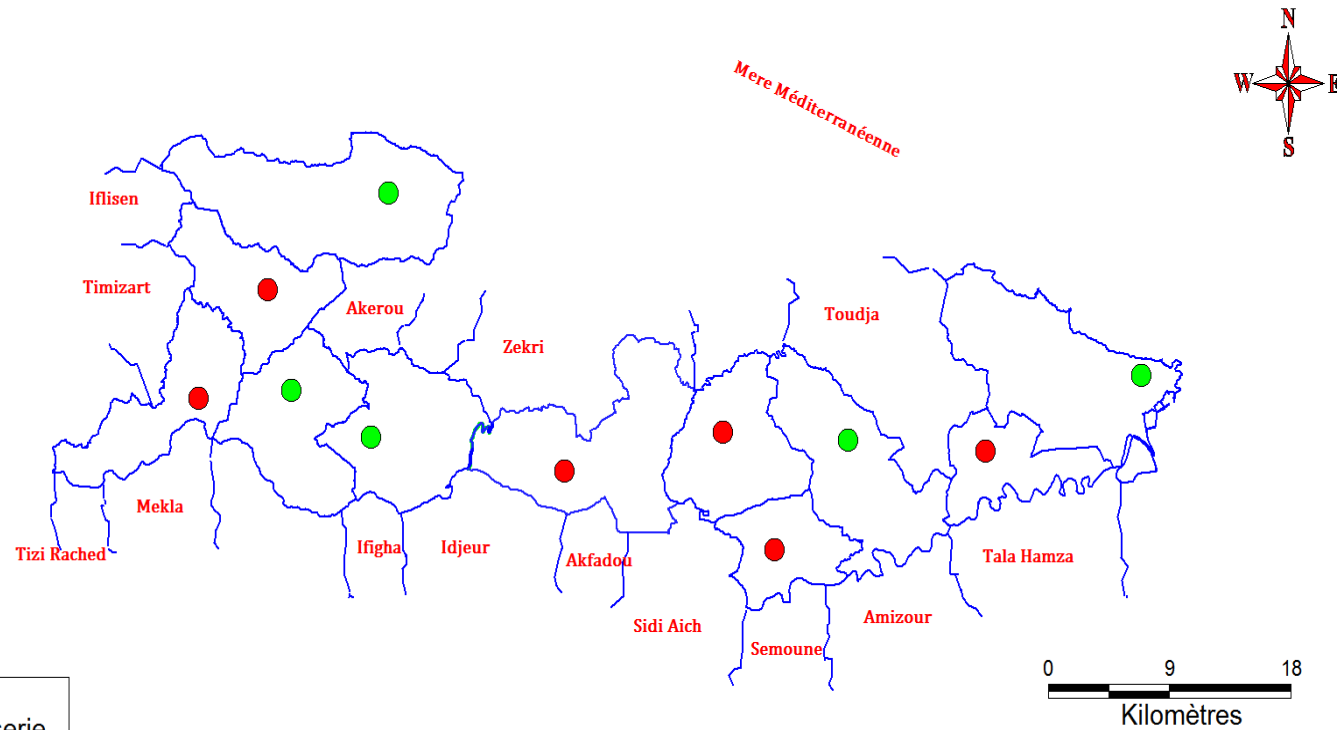 N
Mere Méditerranéenne
W E
S
Iflisen
Timizart
Akerou
Toudja
Zekri
Mekla
Tizi Rached
Ifigha
Idjeur
Akfadou
Tala Hamza
Sidi Aich
Amizour
Semoune
0 9 18
Kilomètres